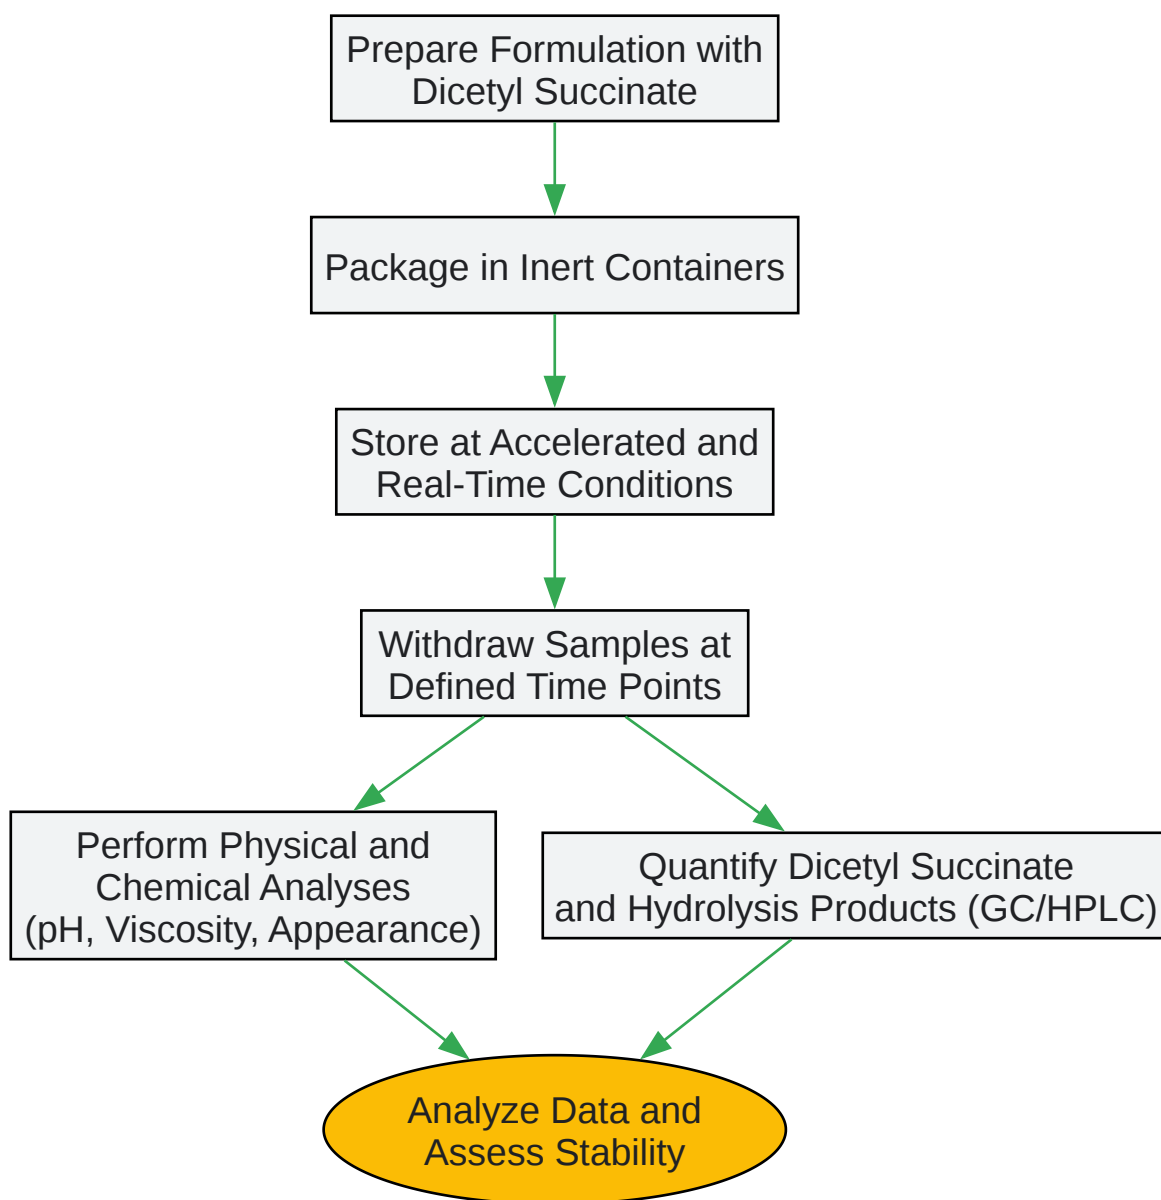 Prepare Formulation with
Dicetyl Succinate
Package in Inert Containers
Store at Accelerated and
Real-Time Conditions
Withdraw Samples at
Defined Time Points
Perform Physical and
Chemical Analyses
(pH, Viscosity, Appearance)
Quantify Dicetyl Succinate
and Hydrolysis Products (GC/HPLC)
Analyze Data and
Assess Stability